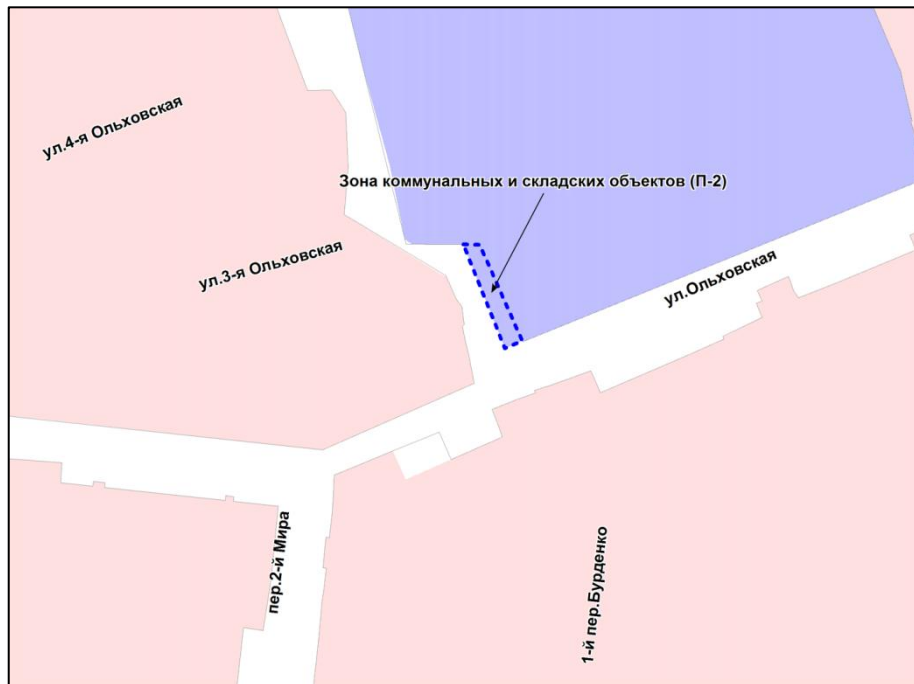 ул.4-я Ольховская
Зона коммунальных и складских объектов (П-2)
ул.3-я Ольховская
ул.Ольховская
пер.2-й Мира
1-й пер.Бурденко